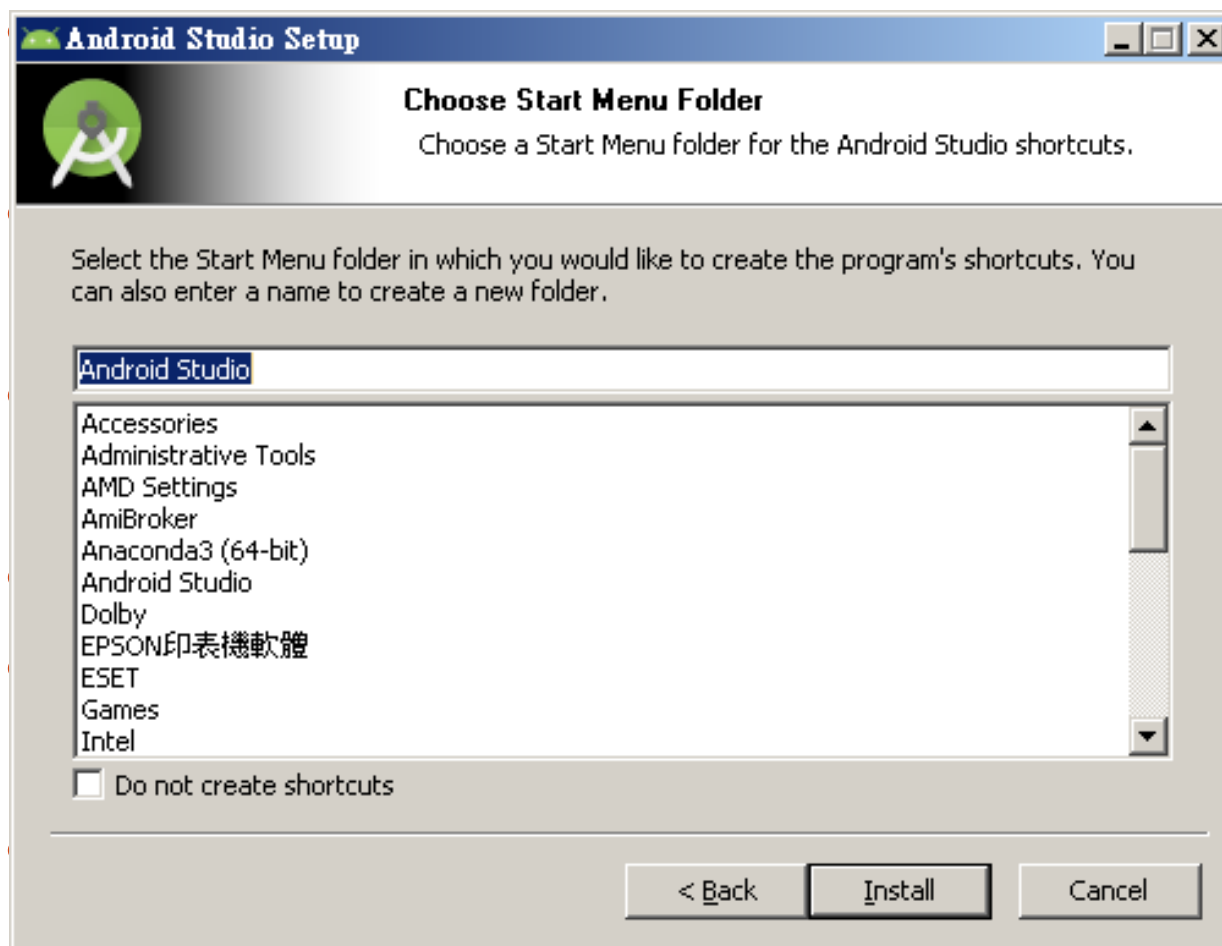 Android Studio Setup
Choose Start Menu Folder
Choose a Start Menu folder for the Android Studio shortcuts.
Select the Start Menu folder in which you would like to create the program's shortcuts. You
can also enter a name to create a new folder.
Android Studio
Accessories
Administrative Tools
AMD Settings
AmiBroker
Anaconda3 (64-bit)
Android Studio
Dolby
EPSON印表機軟體
ESET
Games
Intel
Do not create shortcuts
< Back
Install
Cancel